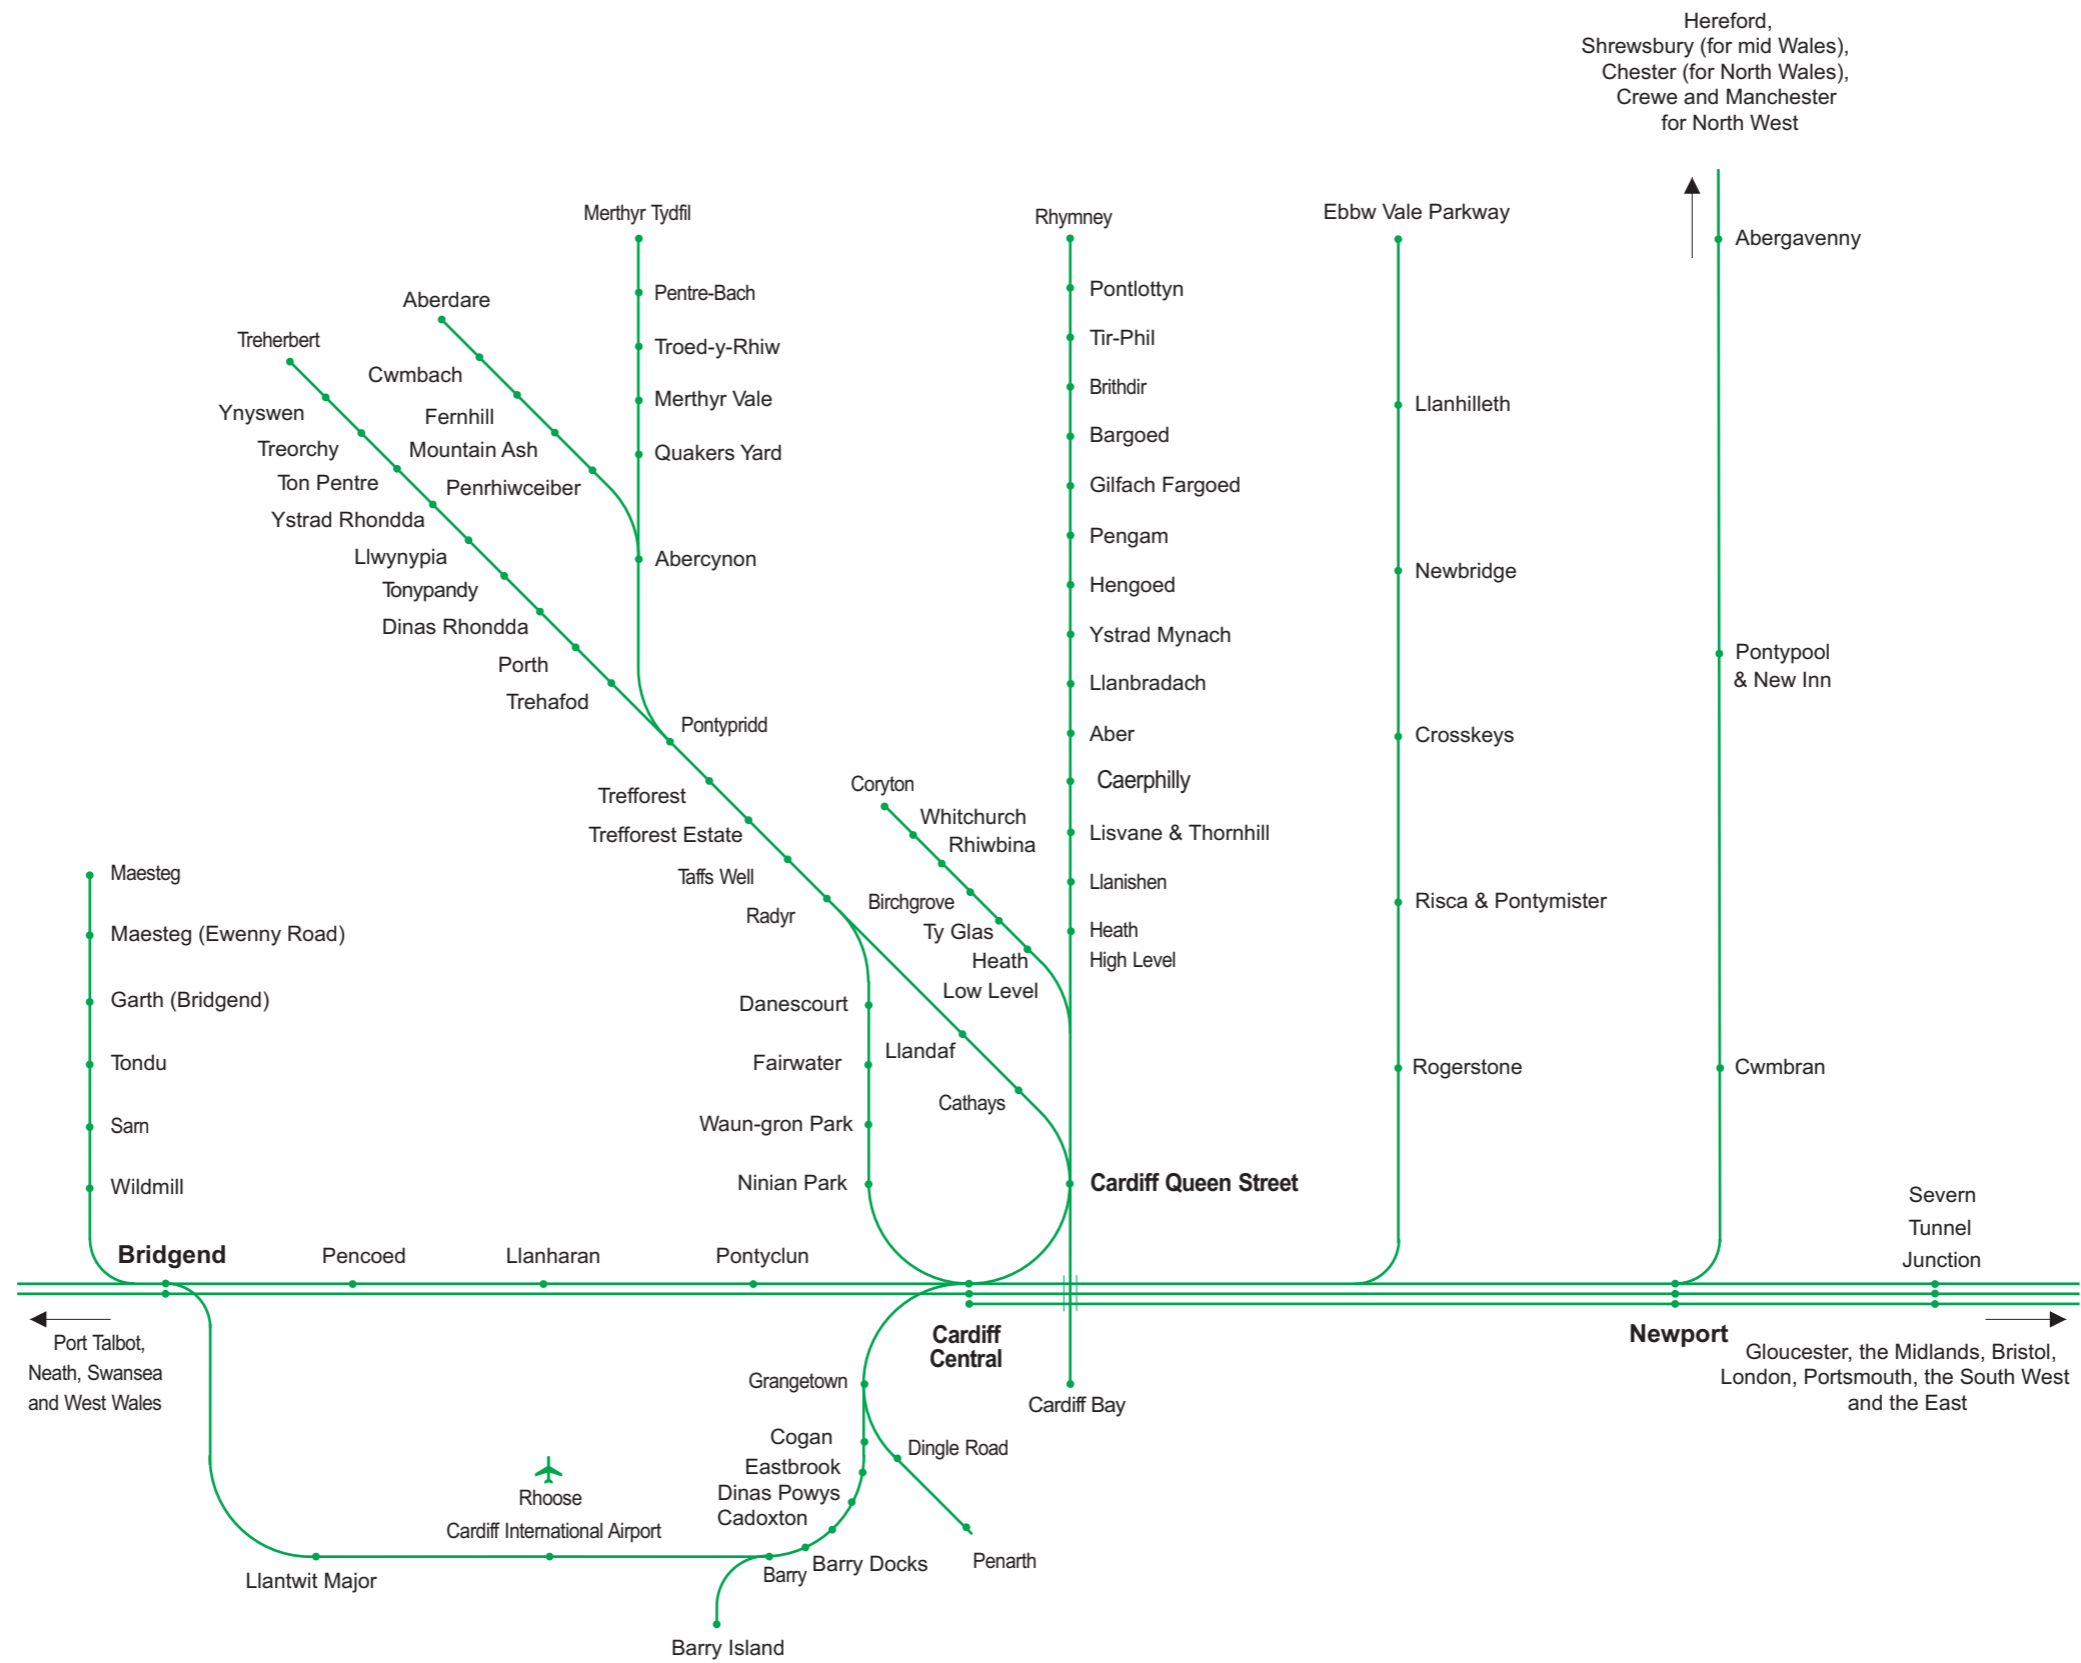 Hereford,
Shrewsbury (for mid Wales),
Chester (for North Wales),
Crewe and Manchester
for North West
Merthyr Tydfil
Rhymney
Ebbw Vale Parkway
Abergavenny
Pentre-Bach
Troed-y-Rhiw
Merthyr Vale
Quakers Yard
Abercynon
Aberdare
Cwmbach
Fernhill
Mountain Ash
Penrhiwceiber
Treherbert
Ynyswen
Treorchy
Ton Pentre
Ystrad Rhondda
Llwynypia
Tonypandy
Dinas Rhondda
Porth
Trehafod
Pontypridd
Trefforest
Trefforest Estate
Taffs Well
Radyr
Pontlottyn
Tir-Phil
Brithdir
Bargoed
Gilfach Fargoed
Pengam
Hengoed
Ystrad Mynach
Llanbradach
Aber
Caerphilly
Lisvane & Thornhill
Llanishen
Heath
High Level
Coryton
Whitchurch
Rhiwbina
Birchgrove
Ty Glas
Heath
Low Level
Llanhilleth
Newbridge
Crosskeys
Risca & Pontymister
Rogerstone
Pontypool
& New Inn
Cwmbran
Maesteg
Maesteg (Ewenny Road)
Garth (Bridgend)
Tondu
Sarn
Wildmill
Danescourt
Fairwater
Waun-gron Park
Ninian Park
Llandaf
Cathays
Cardiff Queen Street
Severn
Tunnel
Junction
Bridgend
Pencoed
Llanharan
Pontyclun
Cardiff
Central
Newport
Port Talbot,
Neath, Swansea
and West Wales
Gloucester, the Midlands, Bristol,
London, Portsmouth, the South West
and the East
Grangetown
Cardiff Bay
Cogan
Eastbrook
Dinas Powys
Cadoxton
Dingle Road
Penarth
Rhoose
Cardiff International Airport
Barry Docks
Barry
Llantwit Major
Barry Island